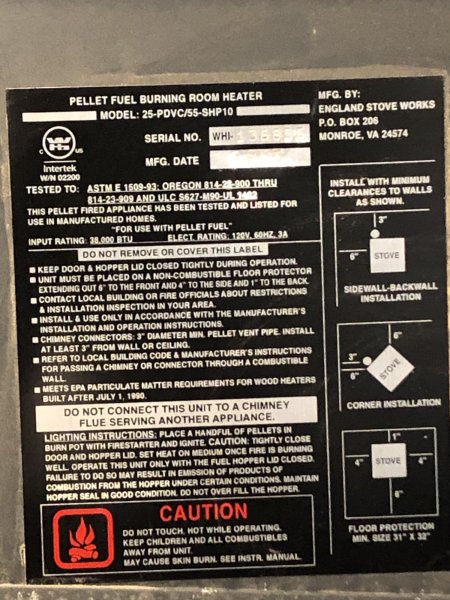 PELLET FUEL BURNING ROOM HEATER
MODEL: 25-PDVC/55-SHP10
MFG. BY:
ENGLAND STOVE WORKS
P.O. BOX 206
MONROE, VA 24574
C US
Intertek
W/N 02200
SERIAL NO. WHI-
MFG. DATE
TESTED TO: ASTM E 1509-93: OREGON 814-22-900 THRU
814-23-909 AND ULC S627-M90-UL 1482
THIS PELLET FIRED APPLIANCE HAS BEEN TESTED AND LISTED FOR
USE IN MANUFACTURED HOMES.
"FOR USE WITH PELLET FUEL"
INPUT RATING: 38,000 BTU ELECT. RATING: 120V, 60HZ, 3A
DO NOT REMOVE OR COVER THIS LABEL
■ KEEP DOOR & HOPPER LID CLOSED TIGHTLY DURING OPERATION.
■ UNIT MUST BE PLACED ON A NON-COMBUSTIBLE FLOOR PROTECTOR
EXTENDING OUT 6" TO THE FRONT AND 4" TO THE SIDE AND 1" TO THE BACK.
■ CONTACT LOCAL BUILDING OR FIRE OFFICIALS ABOUT RESTRICTIONS
& INSTALLATION INSPECTION IN YOUR AREA.
■ INSTALL & USE ONLY IN ACCORDANCE WITH THE MANUFACTURER'S
INSTALLATION AND OPERATION INSTRUCTIONS.
■ CHIMNEY CONNECTORS: 3" DIAMETER MIN. PELLET VENT PIPE. INSTALL
AT LEAST 3" FROM WALL OR CEILING.
■ REFER TO LOCAL BUILDING CODE & MANUFACTURER'S INSTRUCTIONS
FOR PASSING A CHIMNEY OR CONNECTOR THROUGH A COMBUSTIBLE
WALL.
■ MEETS EPA PARTICULATE MATTER REQUIREMENTS FOR WOOD HEATERS
BUILT AFTER JULY 1, 1990.
DO NOT CONNECT THIS UNIT TO A CHIMNEY
FLUE SERVING ANOTHER APPLIANCE.
LIGHTING INSTRUCTIONS: PLACE A HANDFUL OF PELLETS IN
BURN POT WITH FIRESTARTER AND IGNITE. CAUTION: TIGHTLY CLOSE
DOOR AND HOPPER LID. SET HEAT ON MEDIUM ONCE FIRE IS BURNING
WELL. OPERATE THIS UNIT ONLY WITH THE FUEL HOPPER LID CLOSED.
FAILURE TO DO SO MAY RESULT IN EMISSION OF PRODUCTS OF
COMBUSTION FROM THE HOPPER UNDER CERTAIN CONDITIONS. MAINTAIN
HOPPER SEAL IN GOOD CONDITION. DO NOT OVER FILL THE HOPPER.
CAUTION
DO NOT TOUCH, HOT WHILE OPERATING.
KEEP CHILDREN AND ALL COMBUSTIBLES
AWAY FROM UNIT.
MAY CAUSE SKIN BURN. SEE INSTR. MANUAL.
INSTALL WITH MINIMUM
CLEARANCES TO WALLS
AS SHOWN.
3"
6"
STOVE
SIDEWALL-BACKWALL
INSTALLATION
6"
3"
6"
STOVE
CORNER INSTALLATION
1"
4" STOVE 4"
6"
FLOOR PROTECTION
MIN. SIZE 31" X 32"